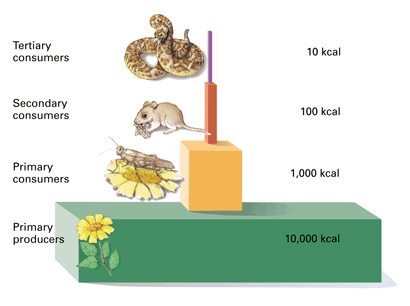 Tertiary
consumers
10 kcal
Secondary
consumers
100 kcal
Primary
consumers
1,000 kcal
Primary
producers
10,000 kcal